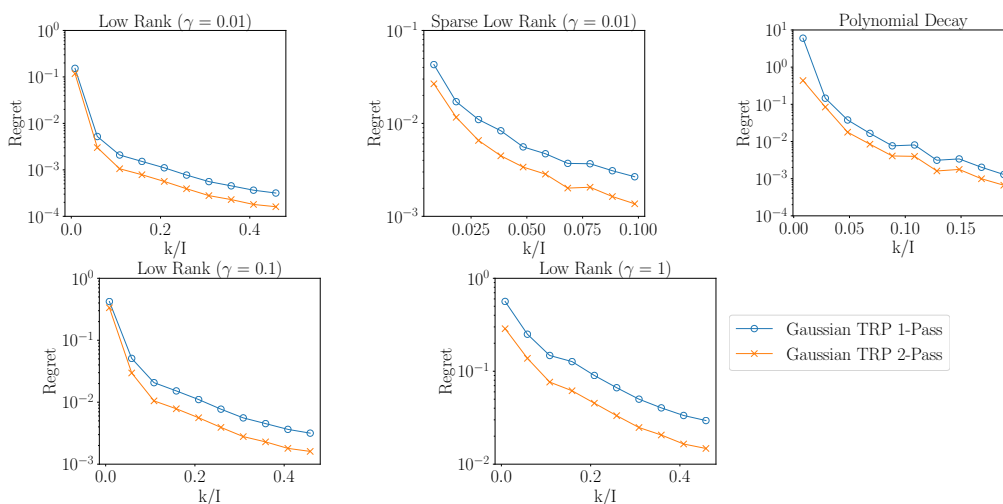 Low Rank (γ = 0.01)
10^0
10^-1
10^-2
10^-3
10^-4
Regret
0.0 0.2 0.4
k/I
Sparse Low Rank (γ = 0.01)
10^-1
10^-2
10^-3
Regret
0.025 0.050 0.075 0.100
k/I
Polynomial Decay
10^1
10^0
10^-1
10^-2
10^-3
10^-4
Regret
0.00 0.05 0.10 0.15
k/I
Low Rank (γ = 0.1)
10^0
10^-1
10^-2
10^-3
Regret
0.0 0.2 0.4
k/I
Low Rank (γ = 1)
10^0
10^-1
10^-2
Regret
0.0 0.2 0.4
k/I
Gaussian TRP 1-Pass
Gaussian TRP 2-Pass